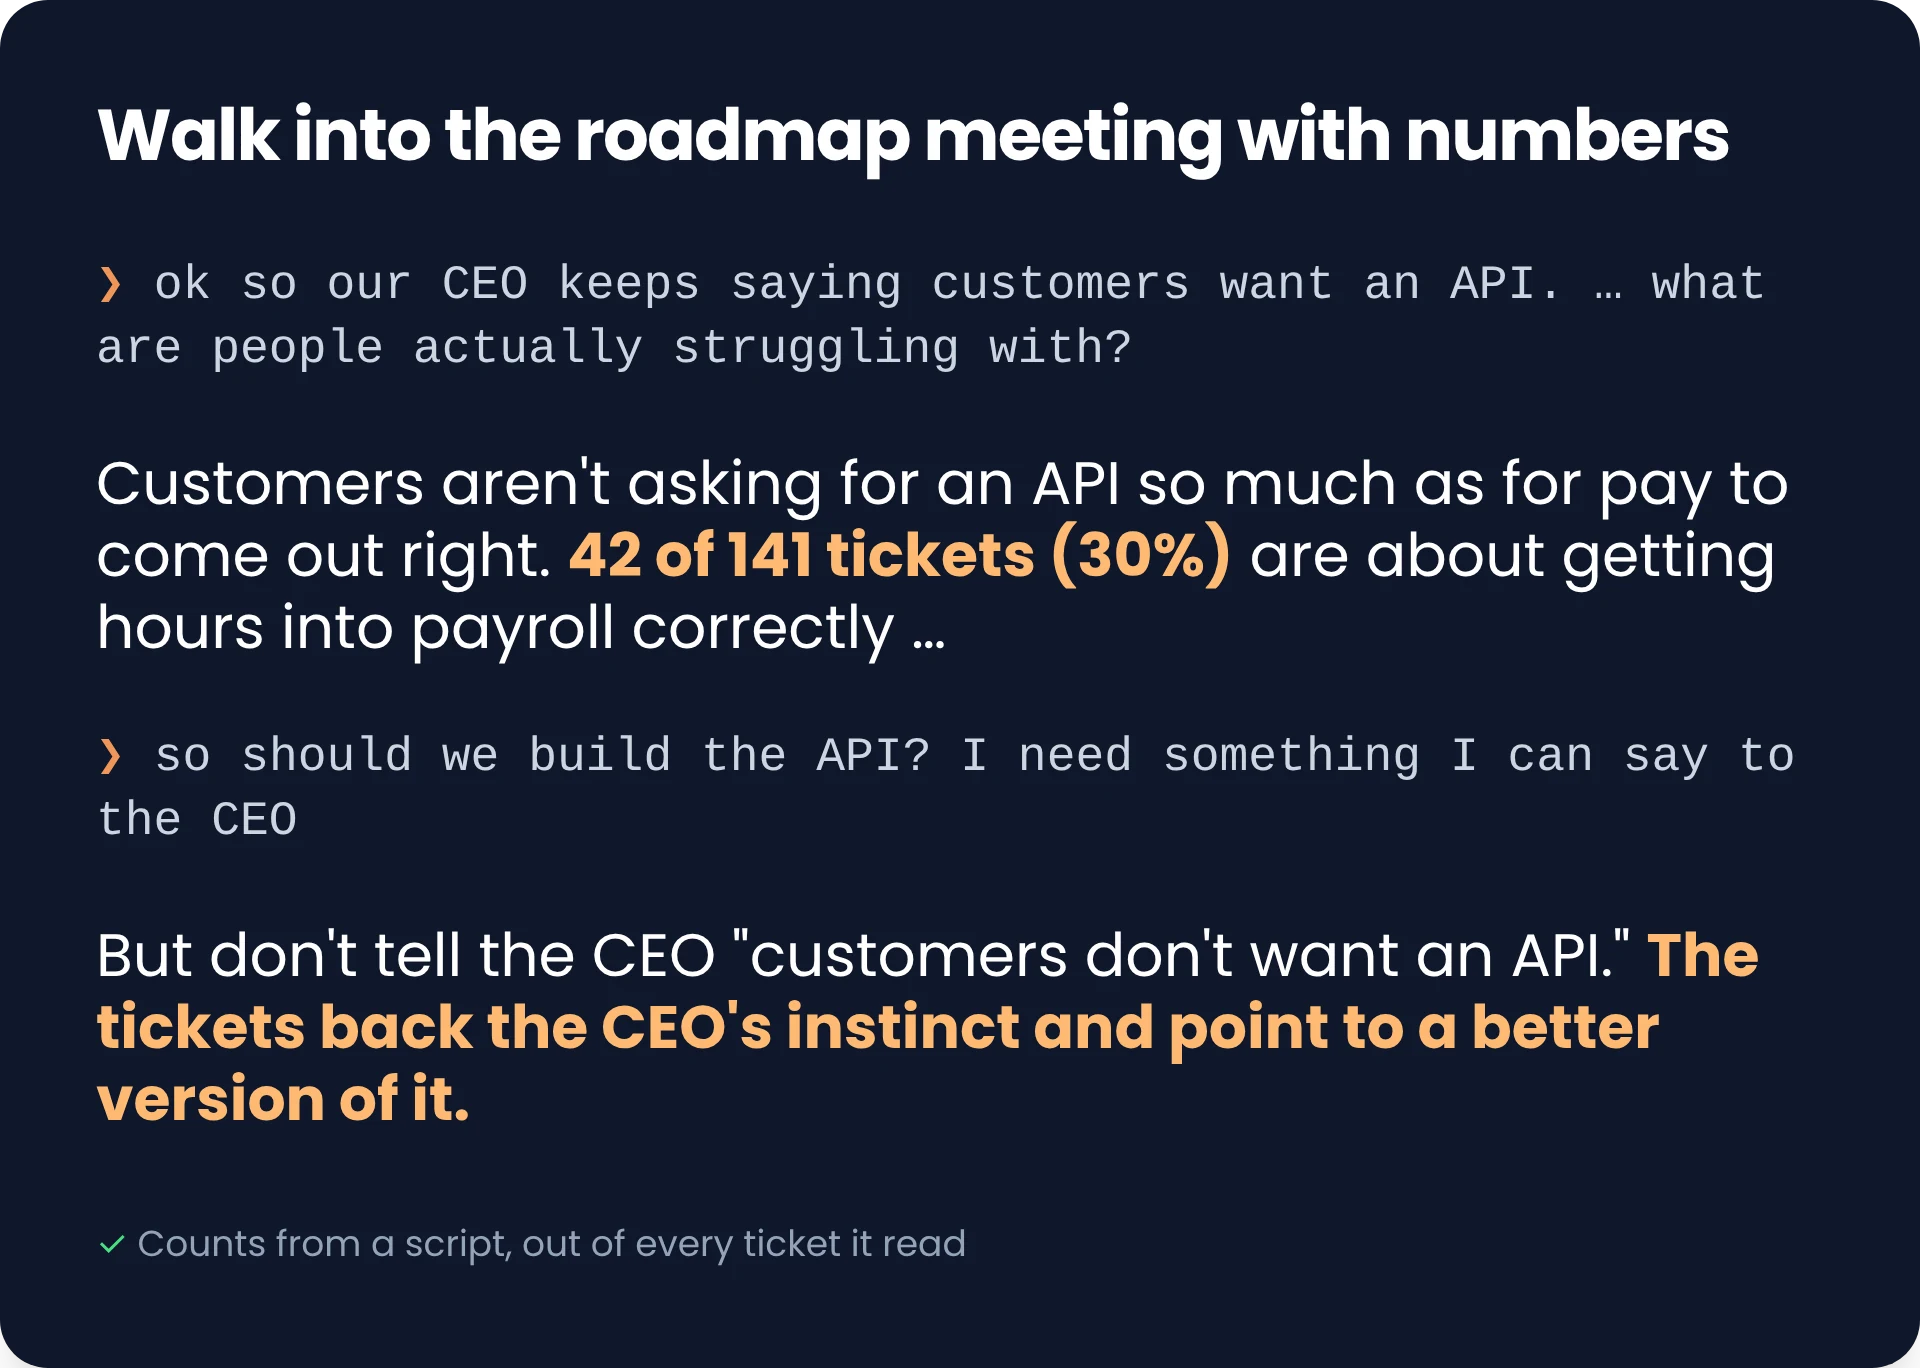 Walk into the roadmap meeting with numbers
❯ ok so our CEO keeps saying customers want an API. … what
are people actually struggling with?
Customers aren't asking for an API so much as for pay to
come out right. 42 of 141 tickets (30%) are about getting
hours into payroll correctly …
❯ so should we build the API? I need something I can say to
the CEO
But don't tell the CEO "customers don't want an API." The
tickets back the CEO's instinct and point to a better
version of it.
✓ Counts from a script, out of every ticket it read